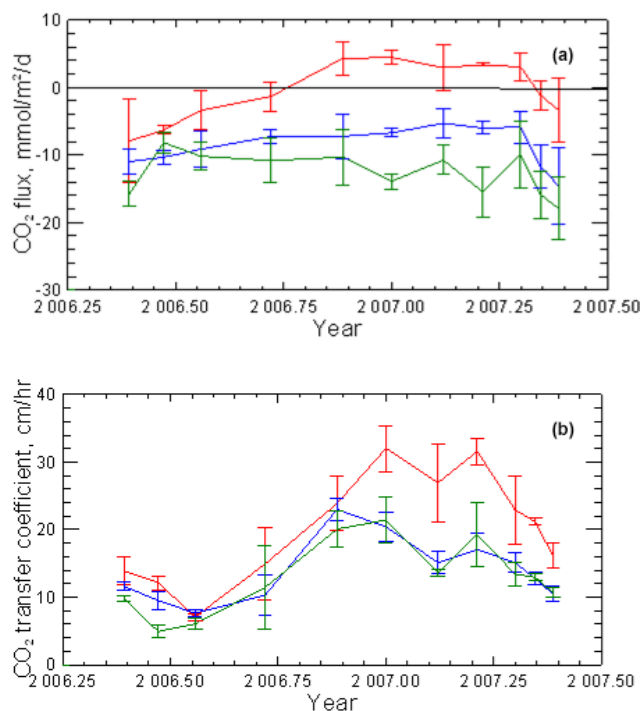 10
(a)
0
-10
-20
-30
CO₂ flux, mmol/m²/d
2 006.25 2 006.50 2 006.75 2 007.00 2 007.25 2 007.50
Year
40
(b)
30
20
10
0
CO₂ transfer coefficient, cm/hr
2 006.25 2 006.50 2 006.75 2 007.00 2 007.25 2 007.50
Year